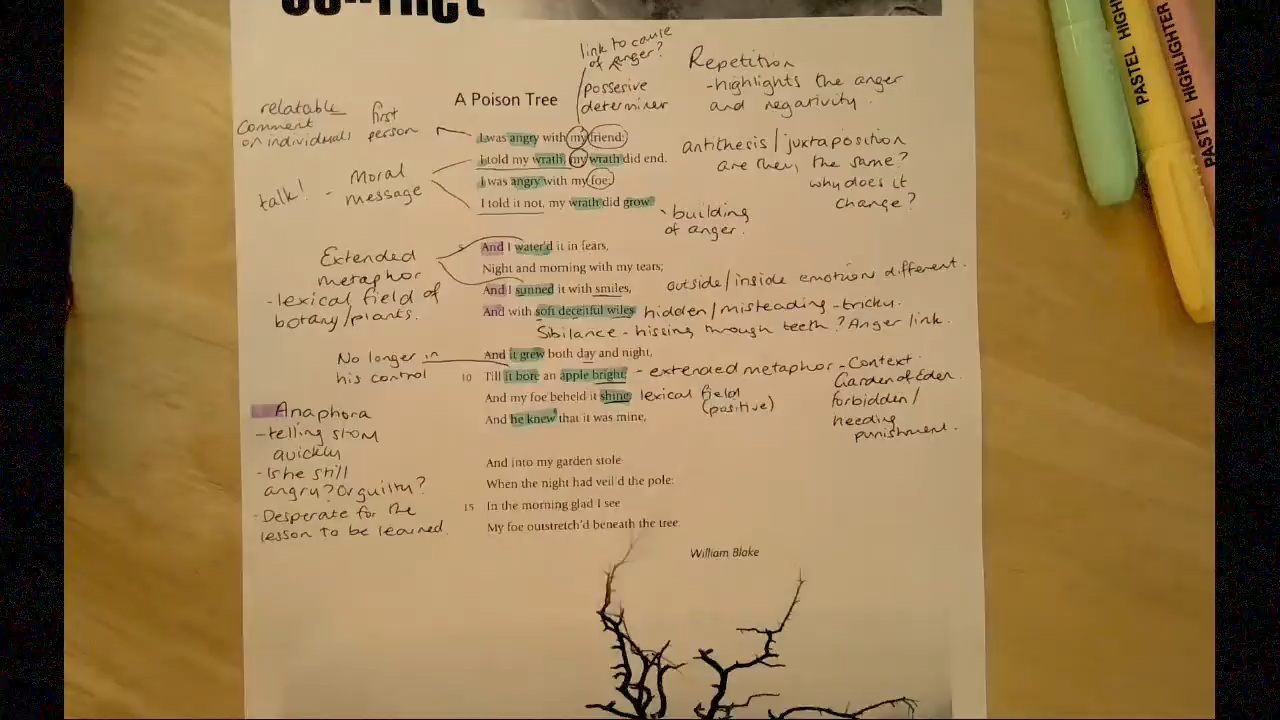 Conflict
link to cause
of anger?
Repetition
-highlights the anger
and negativity.
possesive
determiner
A Poison Tree
relatable
Comment
on individuals
first
person
I was angry with my friend:
I told my wrath, my wrath did end.
I was angry with my foe:
I told it not, my wrath did grow.
antithesis / juxtaposition
are they the same?
why does it
change?
talk! - Moral
message
building
of anger.
5 And I water'd it in fears,
Night and morning with my tears;
And I sunned it with smiles,
And with soft deceitful wiles.
Extended
metaphor
- lexical field of
botany/plants.
outside/inside emotions different.
hidden/misleading - tricky.
Sibilance - hissing through teeth? Anger link.
No longer in
his control
And it grew both day and night,
10 Till it bore an apple bright;
And my foe beheld it shine,
And he knew that it was mine,
- extended metaphor - Context.
Garden of Eden
forbidden/
needing
punishment.
lexical field
(positive)
Anaphora
- telling story
quickly
- Is he still
angry? Or guilty?
- Desperate for the
lesson to be learned.
And into my garden stole
When the night had veil'd the pole:
15 In the morning glad I see
My foe outstretch'd beneath the tree.
William Blake
PASTEL HIGH
PASTEL HIGHLIGHTER